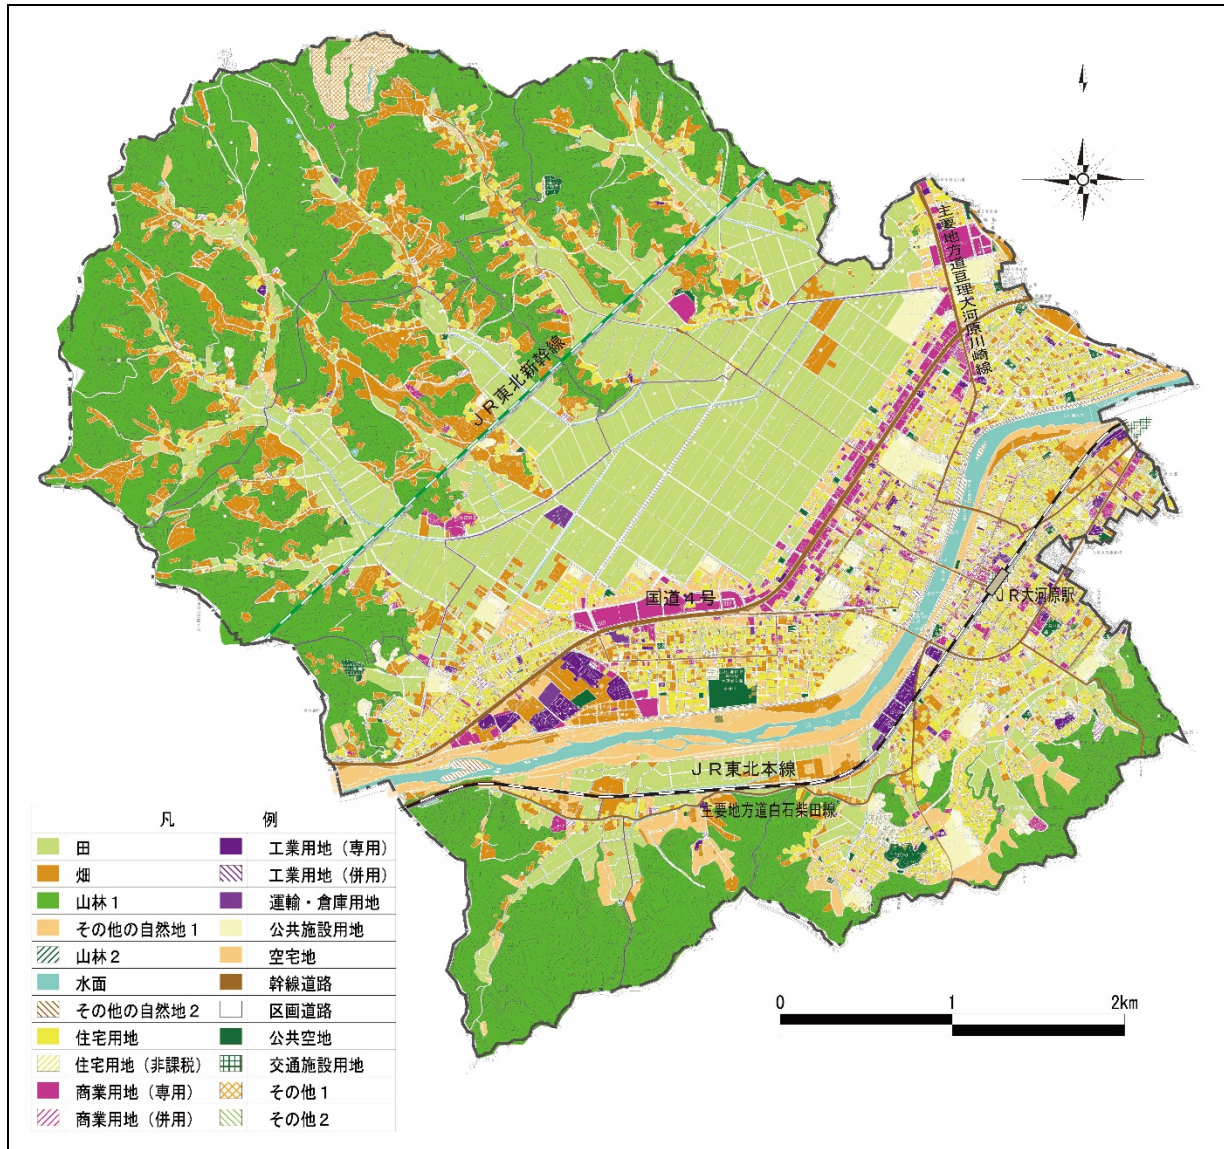 主要地方道亘理大河原川崎線
JR東北新幹線
国道4号
JR大河原駅
JR東北本線
主要地方道白石柴田線
凡 例
田 工業用地(専用)
畑 工業用地(併用)
山林1 運輸・倉庫用地
その他の自然地1 公共施設用地
山林2 空宅地
水面 幹線道路
その他の自然地2 区画道路
住宅用地 公共空地
住宅用地(非課税) 交通施設用地
商業用地(専用) その他1
商業用地(併用) その他2
0 1 2km